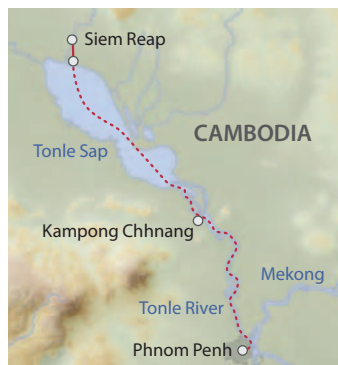 Siem Reap
CAMBODIA
Tonle Sap
Kampong Chhnang
Mekong
Tonle River
Phnom Penh